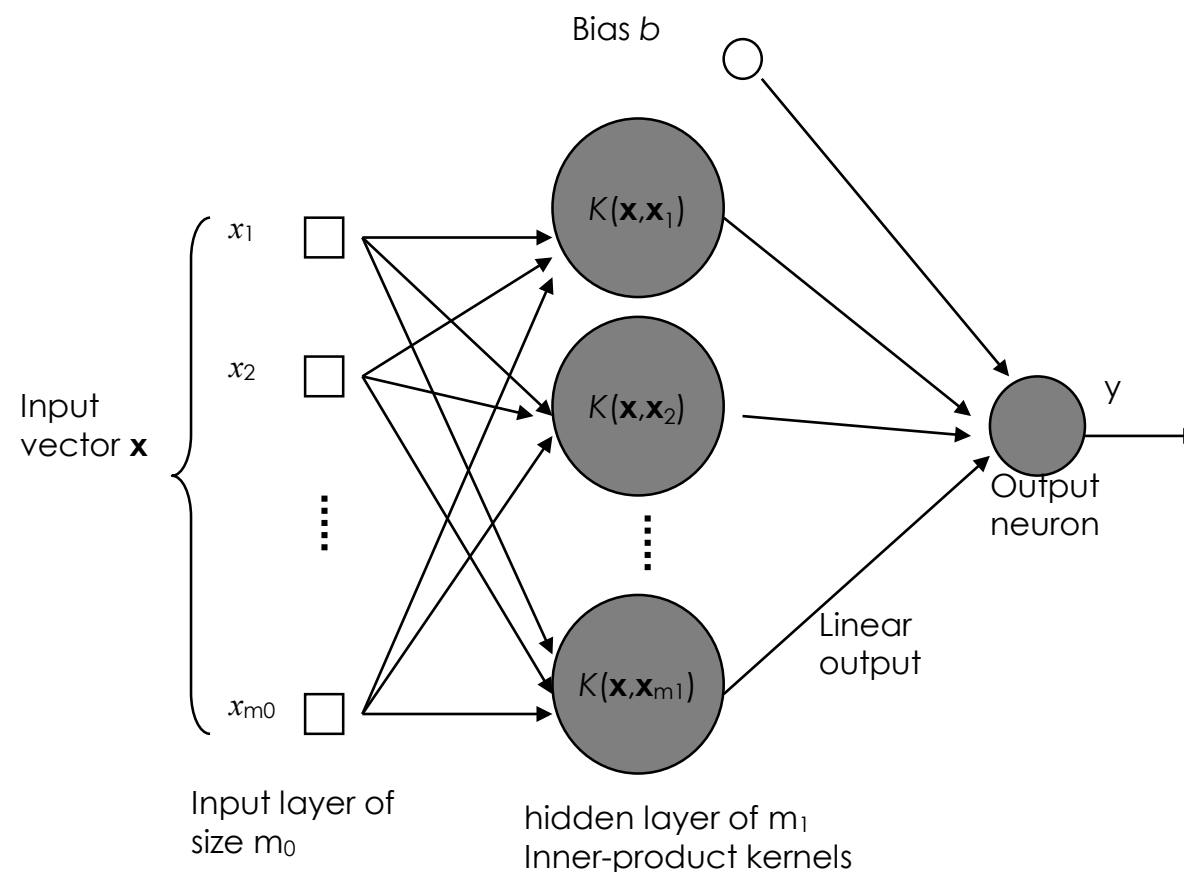 Bias b
K(x,x1)
x1
x2
K(x,x2)
y
Input
vector x
Output
neuron
Linear
output
K(x,xm1)
xm0
Input layer of
size m0
hidden layer of m1
Inner-product kernels